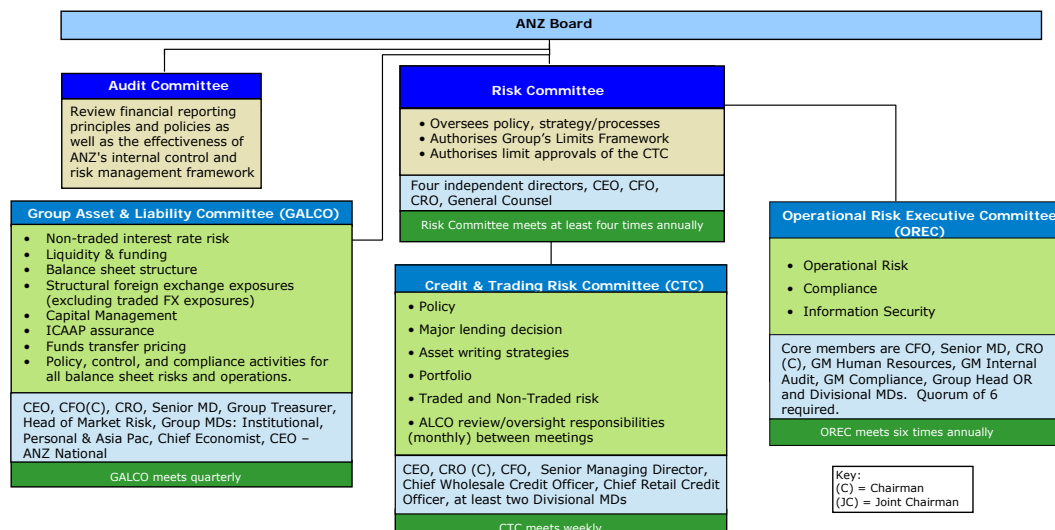 ANZ Board
Audit Committee
Review financial reporting
principles and policies as
well as the effectiveness of
ANZ's internal control and
risk management framework
Risk Committee
• Oversees policy, strategy/processes
• Authorises Group's Limits Framework
• Authorises limit approvals of the CTC
Four independent directors, CEO, CFO,
CRO, General Counsel
Risk Committee meets at least four times annually
Group Asset & Liability Committee (GALCO)
• Non-traded interest rate risk
• Liquidity & funding
• Balance sheet structure
• Structural foreign exchange exposures
(excluding traded FX exposures)
• Capital Management
• ICAAP assurance
• Funds transfer pricing
• Policy, control, and compliance activities for
all balance sheet risks and operations.
CEO, CFO(C), CRO, Senior MD, Group Treasurer,
Head of Market Risk, Group MDs: Institutional,
Personal & Asia Pac, Chief Economist, CEO –
ANZ National
GALCO meets quarterly
Credit & Trading Risk Committee (CTC)
• Policy
• Major lending decision
• Asset writing strategies
• Portfolio
• Traded and Non-Traded risk
• ALCO review/oversight responsibilities
(monthly) between meetings
CEO, CRO (C), CFO, Senior Managing Director,
Chief Wholesale Credit Officer, Chief Retail Credit
Officer, at least two Divisional MDs
CTC meets weekly
Operational Risk Executive Committee
(OREC)
• Operational Risk
• Compliance
• Information Security
Core members are CFO, Senior MD, CRO
(C), GM Human Resources, GM Internal
Audit, GM Compliance, Group Head OR
and Divisional MDs. Quorum of 6
required.
OREC meets six times annually
Key:
(C) = Chairman
(JC) = Joint Chairman